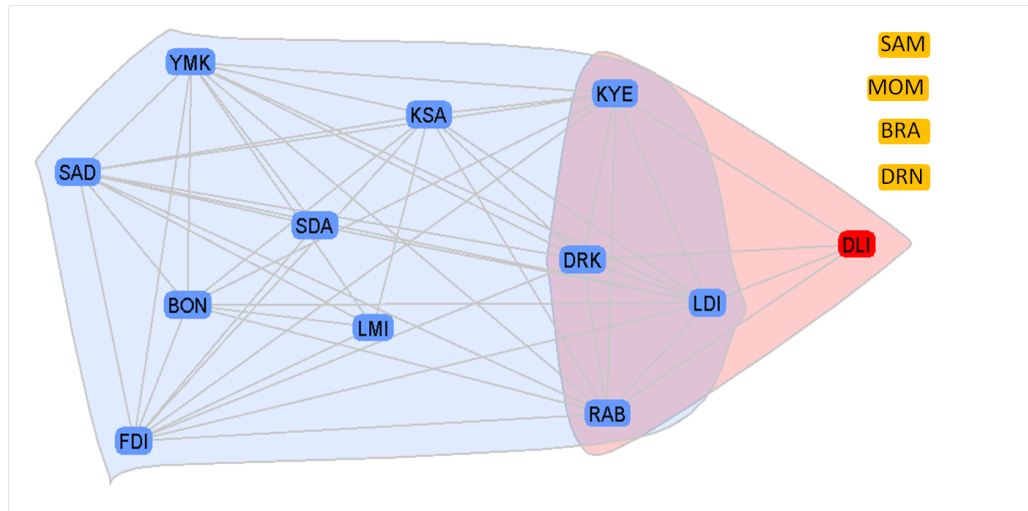 SAM
YMK
MOM
KYE
KSA
BRA
SAD
DRN
SDA
DLI
DRK
BON
LDI
LMI
RAB
FDI